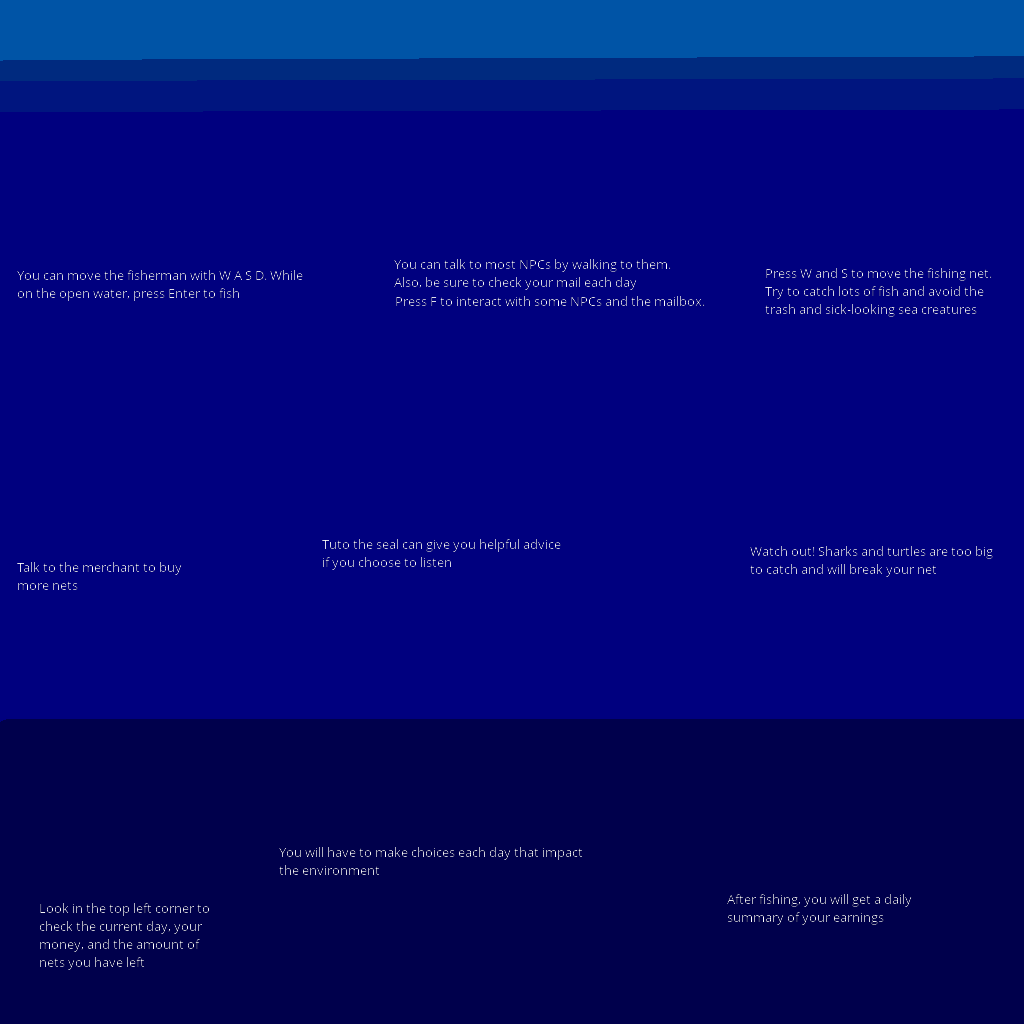 You can move the fisherman with W A S D. While
on the open water, press Enter to fish
You can talk to most NPCs by walking to them.
Also, be sure to check your mail each day
Press F to interact with some NPCs and the mailbox.
Press W and S to move the fishing net.
Try to catch lots of fish and avoid the
trash and sick-looking sea creatures
Talk to the merchant to buy
more nets
Tuto the seal can give you helpful advice
if you choose to listen
Watch out! Sharks and turtles are too big
to catch and will break your net
Look in the top left corner to
check the current day, your
money, and the amount of
nets you have left
You will have to make choices each day that impact
the environment
After fishing, you will get a daily
summary of your earnings